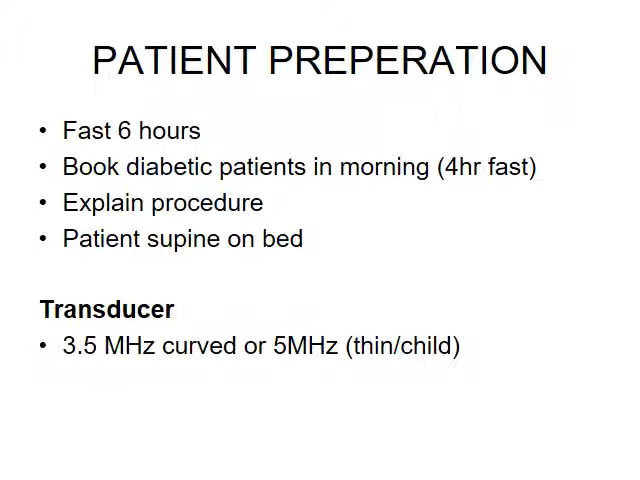 PATIENT PREPERATION
• Fast 6 hours
• Book diabetic patients in morning (4hr fast)
• Explain procedure
• Patient supine on bed
Transducer
• 3.5 MHz curved or 5MHz (thin/child)